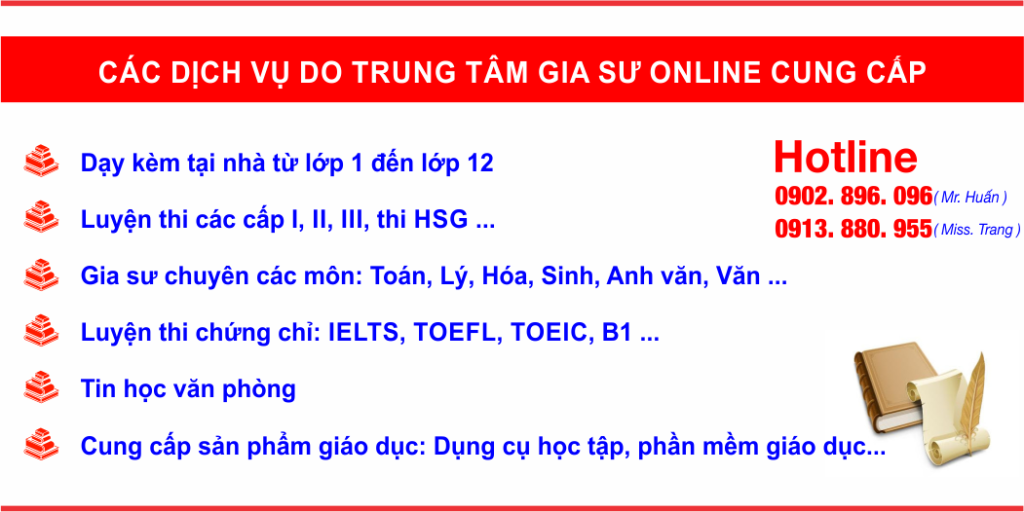 CÁC DỊCH VỤ DO TRUNG TÂM GIA SƯ ONLINE CUNG CẤP
Dạy kèm tại nhà từ lớp 1 đến lớp 12
Luyện thi các cấp I, II, III, thi HSG ...
Gia sư chuyên các môn: Toán, Lý, Hóa, Sinh, Anh văn, Văn ...
Luyện thi chứng chỉ: IELTS, TOEFL, TOEIC, B1 ...
Tin học văn phòng
Cung cấp sản phẩm giáo dục: Dụng cụ học tập, phần mềm giáo dục...
Hotline
0902. 896. 096 ( Mr. Huấn )
0913. 880. 955 ( Miss. Trang )